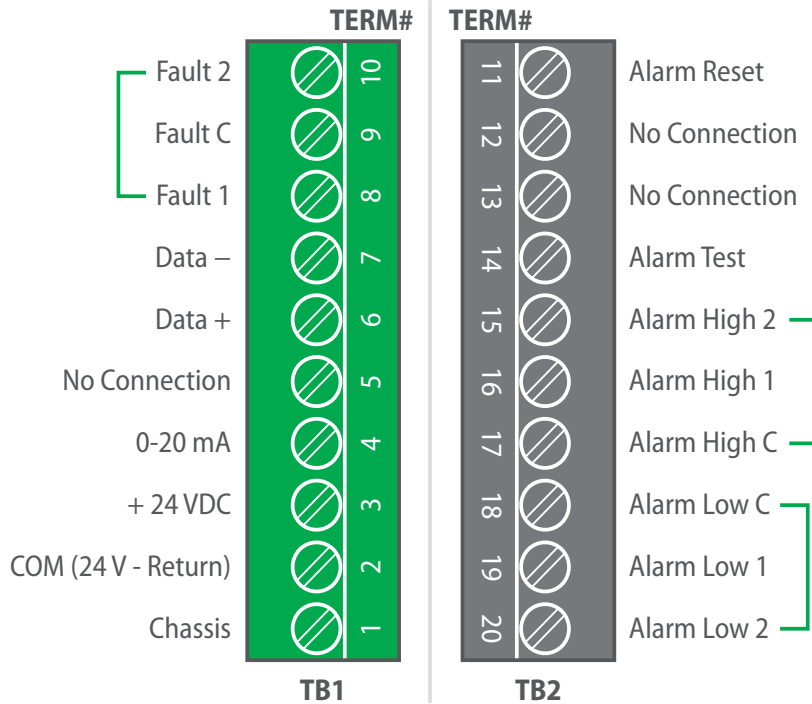 TERM# TERM#
Fault 2 10 11 Alarm Reset
Fault C 9 12 No Connection
Fault 1 8 13 No Connection
Data – 7 14 Alarm Test
Data + 6 15 Alarm High 2
No Connection 5 16 Alarm High 1
0-20 mA 4 17 Alarm High C
+ 24 VDC 3 18 Alarm Low C
COM (24 V - Return) 2 19 Alarm Low 1
Chassis 1 20 Alarm Low 2
TB1 TB2